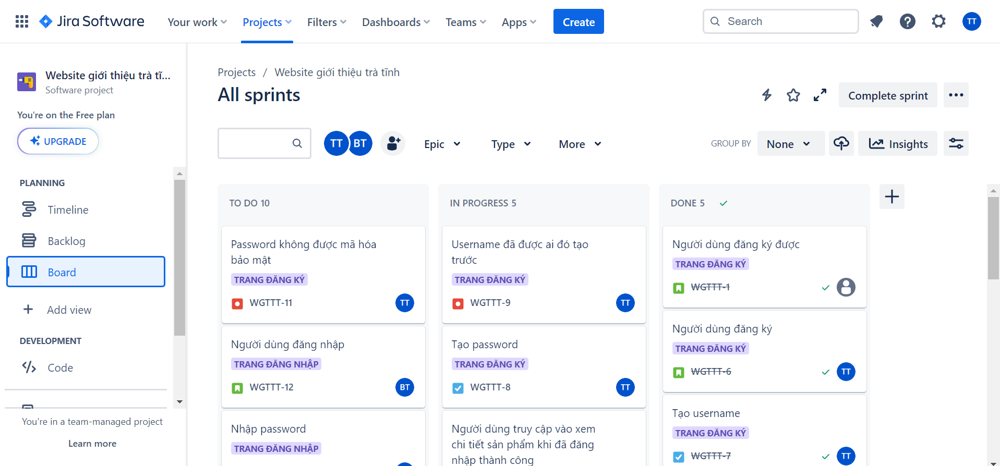 Jira Software
Your work
Projects
Filters
Dashboards
Teams
Apps
Create
Search
TT
Website giới thiệu trà tĩ...
Software project
You're on the Free plan
UPGRADE
PLANNING
Timeline
Backlog
Board
Add view
DEVELOPMENT
Code
You're in a team-managed project
Learn more
Projects / Website giới thiệu trà tĩnh
All sprints
Complete sprint
TT
BT
Epic
Type
More
GROUP BY
None
Insights
TO DO 10
Password không được mã hóa
bảo mật
TRANG ĐĂNG KÝ
WGTTT-11
TT
Người dùng đăng nhập
TRANG ĐĂNG NHẬP
WGTTT-12
BT
Nhập password
TRANG ĐĂNG NHẬP
IN PROGRESS 5
Username đã được ai đó tạo
trước
TRANG ĐĂNG KÝ
WGTTT-9
TT
Tạo password
TRANG ĐĂNG KÝ
WGTTT-8
TT
Người dùng truy cập vào xem
chi tiết sản phẩm khi đã đăng
nhập thành công
DONE 5
Người dùng đăng ký được
TRANG ĐĂNG KÝ
WGTTT-1
Người dùng đăng ký
TRANG ĐĂNG KÝ
WGTTT-6
TT
Tạo username
TRANG ĐĂNG KÝ
WGTTT-7
TT